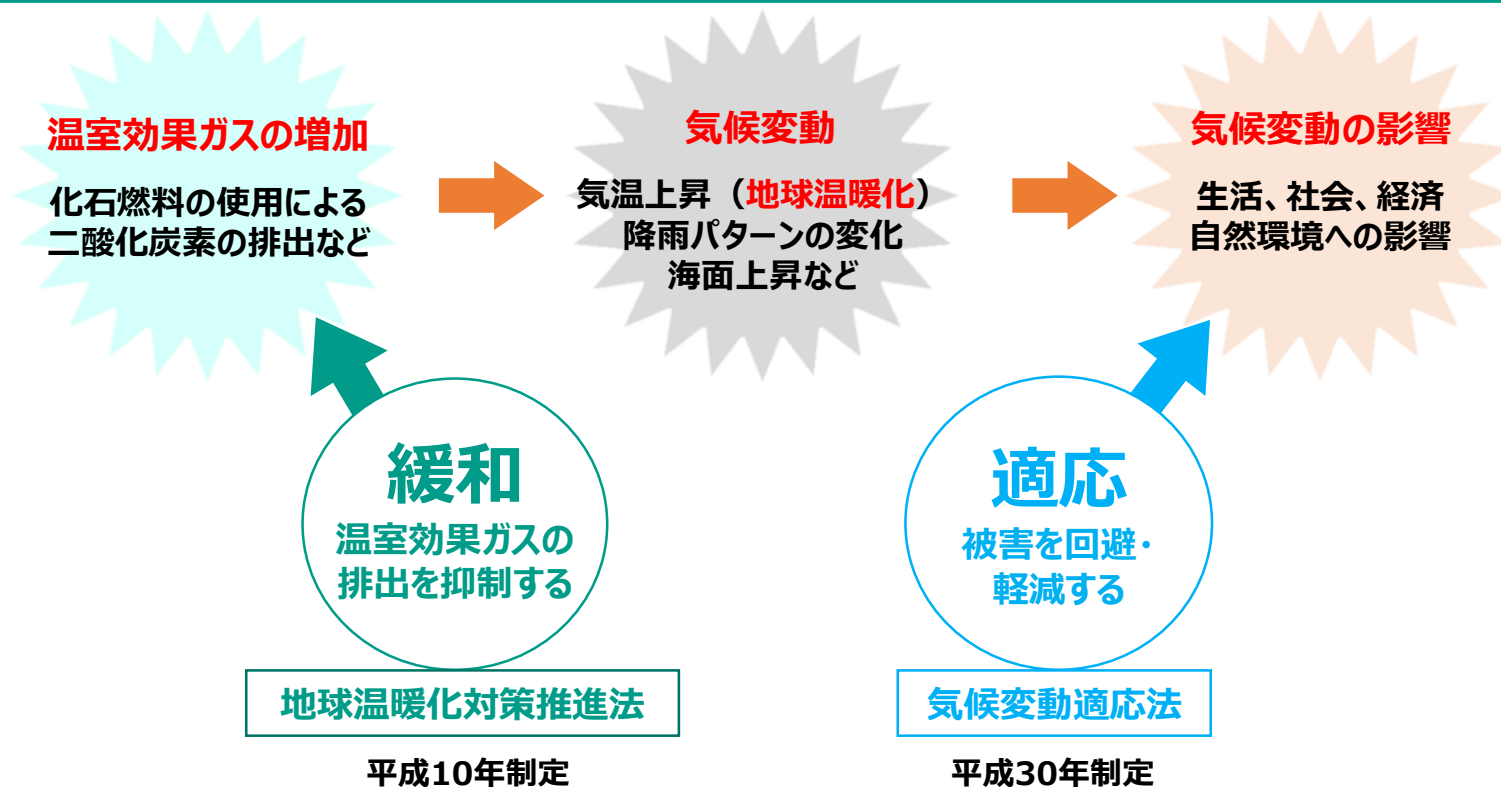 温室効果ガスの増加
化石燃料の使用による
二酸化炭素の排出など
気候変動
気温上昇（地球温暖化）
降雨パターンの変化
海面上昇など
気候変動の影響
生活、社会、経済
自然環境への影響
緩和
温室効果ガスの
排出を抑制する
地球温暖化対策推進法
平成10年制定
適応
被害を回避・
軽減する
気候変動適応法
平成30年制定